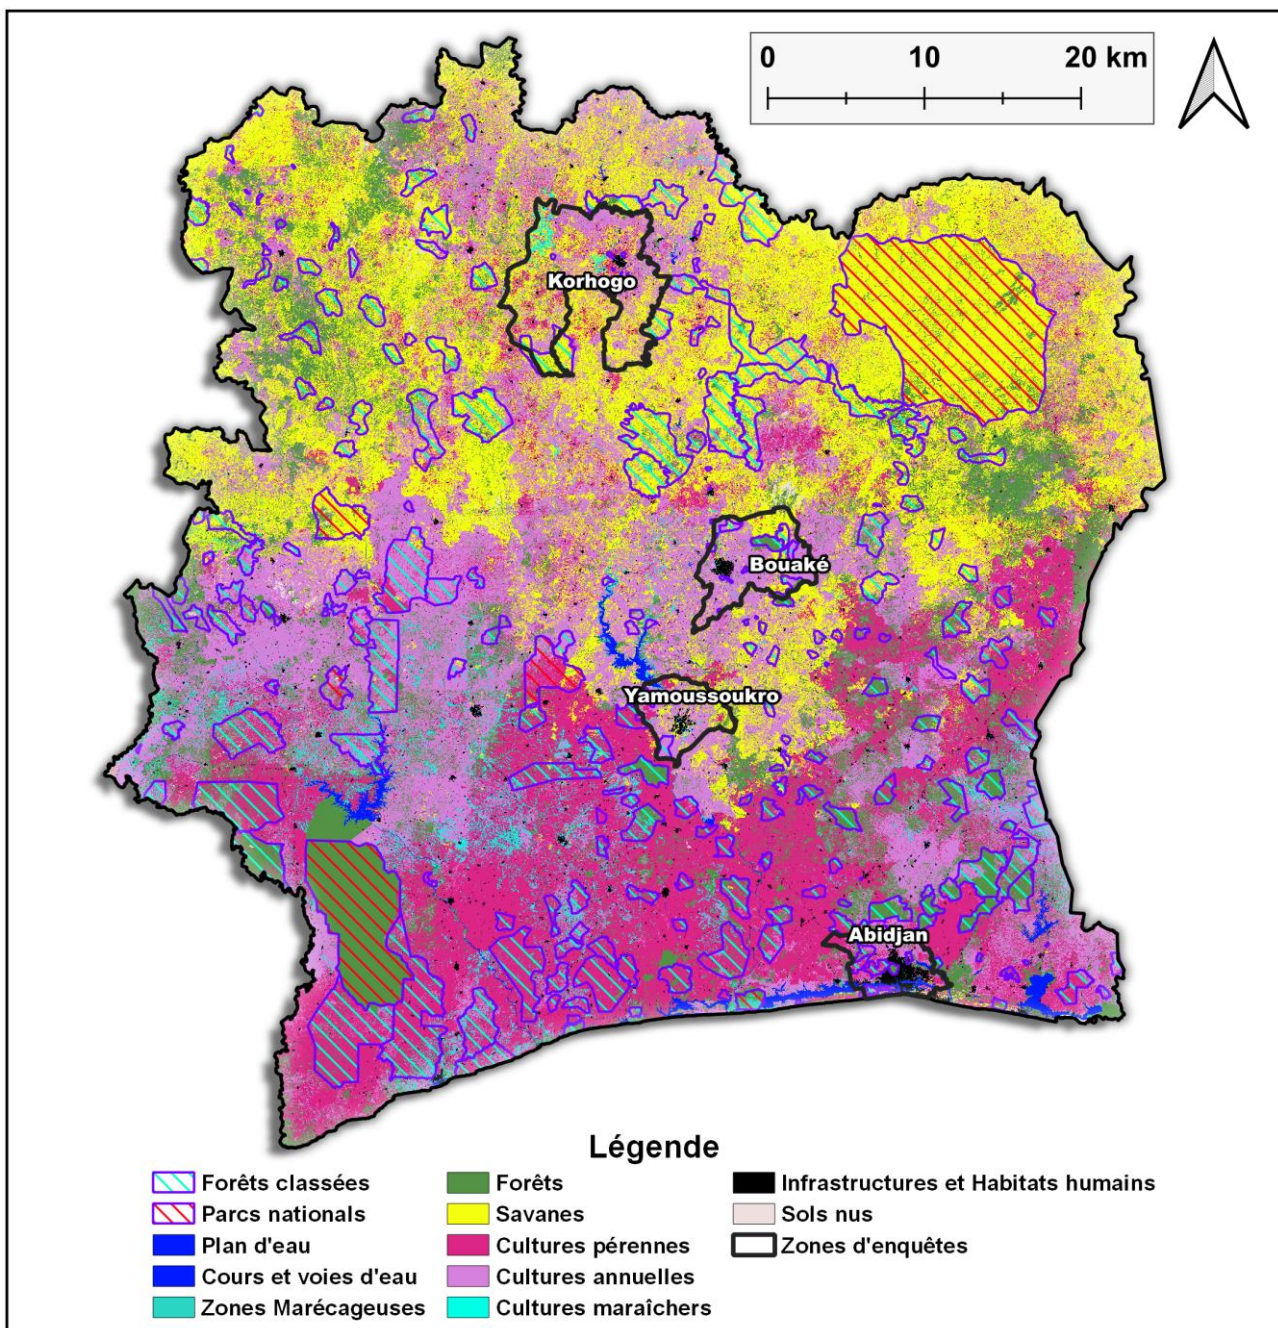 0 10 20 km
Korhogo
Bouaké
Yamoussoukro
Abidjan
Légende
Forêts classées
Parcs nationals
Plan d'eau
Cours et voies d'eau
Zones Marécageuses
Forêts
Savanes
Cultures pérennes
Cultures annuelles
Cultures maraîchers
Infrastructures et Habitats humains
Sols nus
Zones d'enquêtes